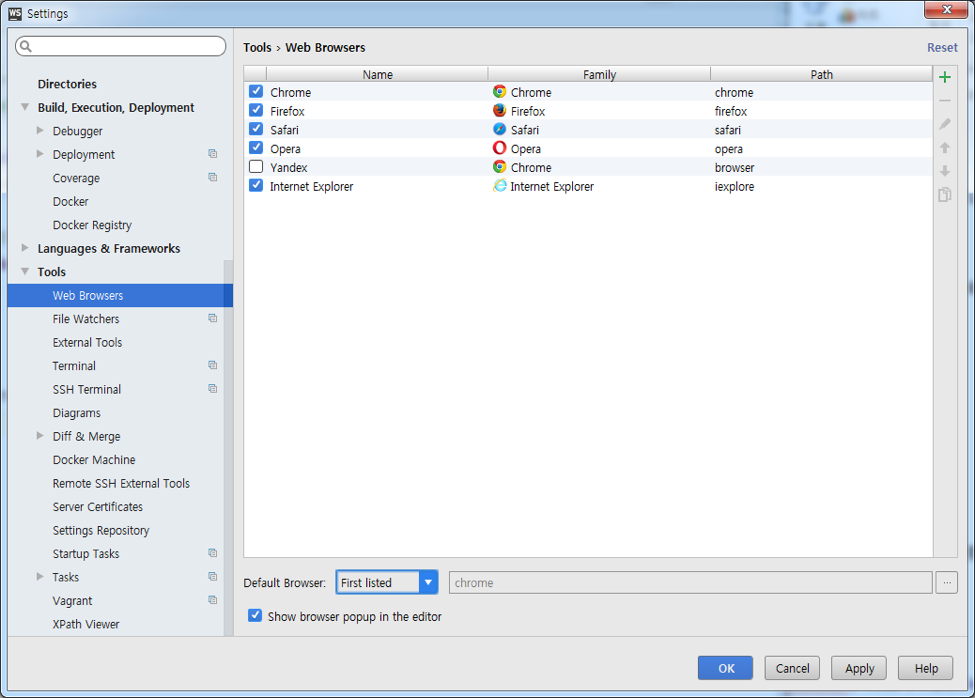 WS Settings
Directories
Build, Execution, Deployment
Debugger
Deployment
Coverage
Docker
Docker Registry
Languages & Frameworks
Tools
Web Browsers
File Watchers
External Tools
Terminal
SSH Terminal
Diagrams
Diff & Merge
Docker Machine
Remote SSH External Tools
Server Certificates
Settings Repository
Startup Tasks
Tasks
Vagrant
XPath Viewer
Tools › Web Browsers Reset
Name Family Path
Chrome Chrome chrome
Firefox Firefox firefox
Safari Safari safari
Opera Opera opera
Yandex Chrome browser
Internet Explorer Internet Explorer iexplore
Default Browser: First listed chrome ...
Show browser popup in the editor
OK Cancel Apply Help